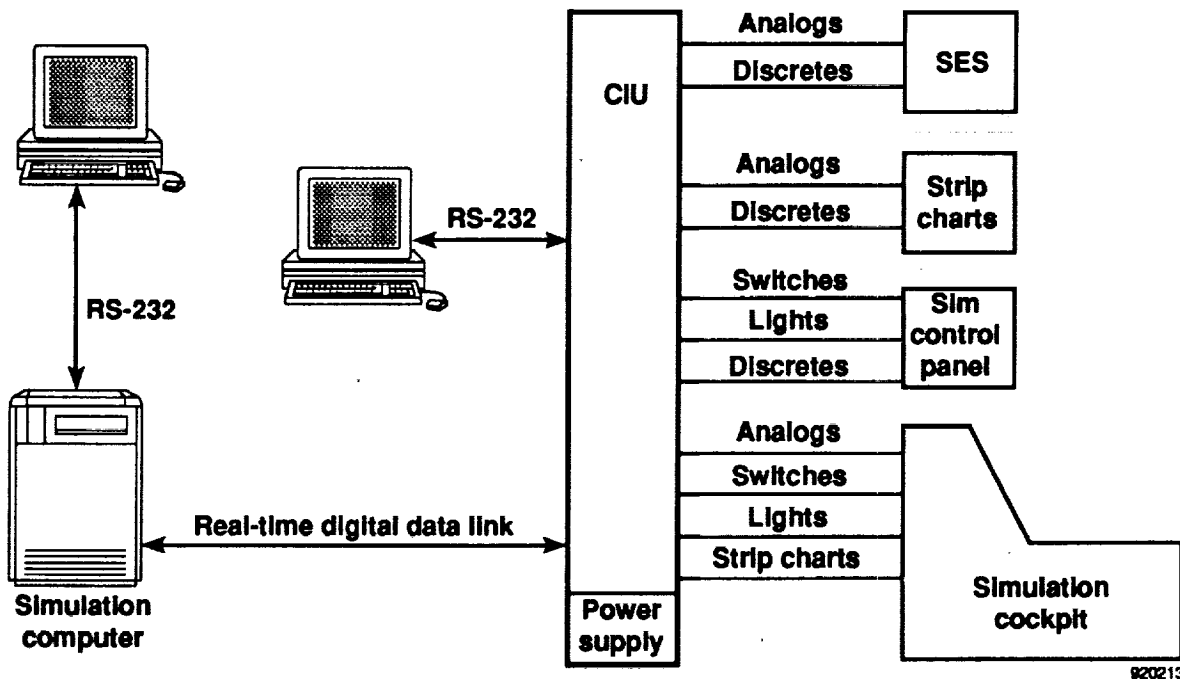 Analogs
Discretes
SES
CIU
Analogs
Discretes
Strip
charts
RS-232
RS-232
Switches
Lights
Discretes
Sim
control
panel
Analogs
Switches
Lights
Strip charts
Real-time digital data link
Simulation
computer
Power
supply
Simulation
cockpit
920213